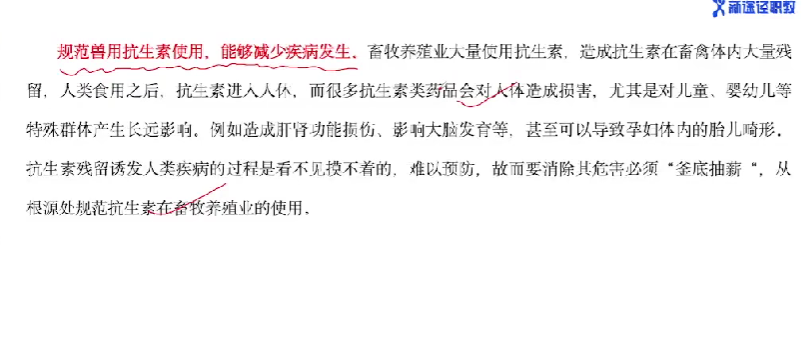 新途径职教
规范兽用抗生素使用，能够减少疾病发生。畜牧养殖业大量使用抗生素，造成抗生素在畜禽体内大量残
留，人类食用之后，抗生素进入人体，而很多抗生素类药品会对人体造成损害，尤其是对儿童、婴幼儿等
特殊群体产生长远影响。例如造成肝肾功能损伤、影响大脑发育等，甚至可以导致孕妇体内的胎儿畸形。
抗生素残留诱发人类疾病的过程是看不见摸不着的，难以预防，故而要消除其危害必须“釜底抽薪“，从
根源处规范抗生素在畜牧养殖业的使用。